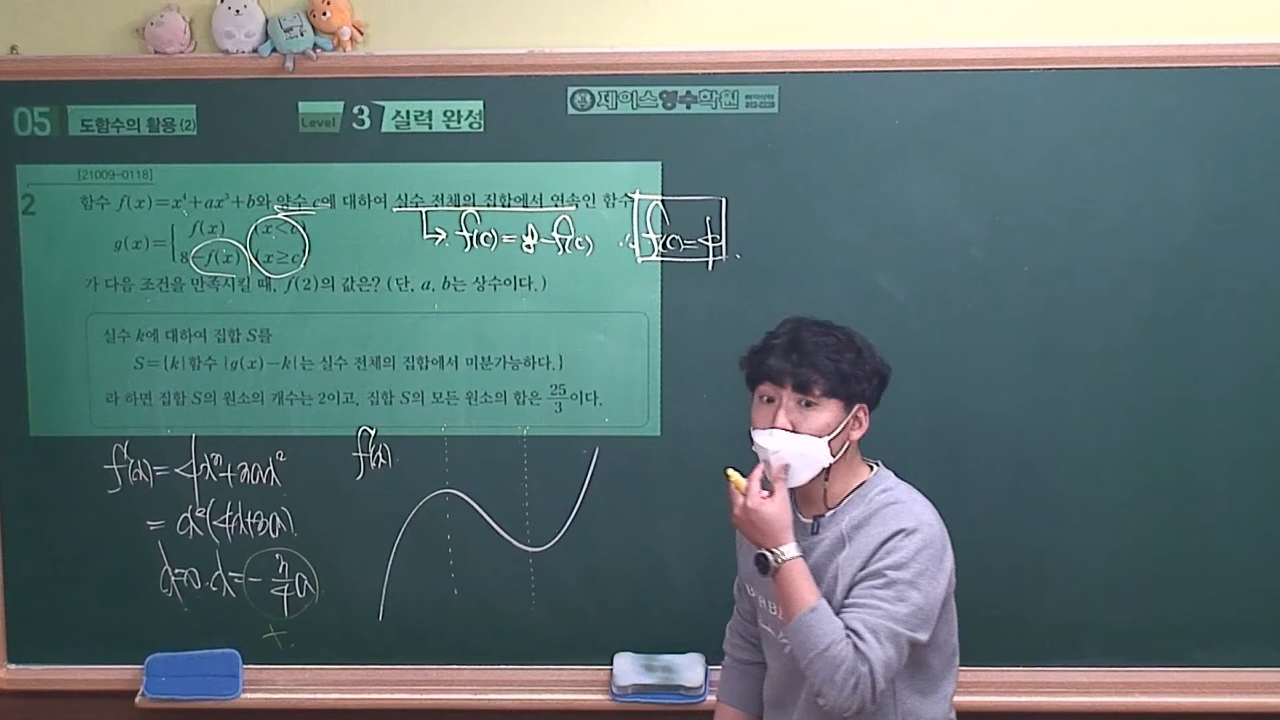 05 도함수의 활용 (2)
Level 3 실력 완성
제이스영수학원
[21009-0118]
2
함수 f(x)=x⁴+ax³+b와 양수 c에 대하여 실수 전체의 집합에서 연속인 함수
g(x)={ f(x) (x<c)
8-f(x) (x≥c)
f(c)=8-f(c) ∴ f(c)=4
가 다음 조건을 만족시킬 때, f(2)의 값은? (단, a, b는 상수이다.)
실수 k에 대하여 집합 S를
S={k|함수 |g(x)-k|는 실수 전체의 집합에서 미분가능하다.}
라 하면 집합 S의 원소의 개수는 2이고, 집합 S의 모든 원소의 합은 25/3이다.
f'(x)=4x³+3ax²
=x²(4x+3a)
x=0. x=-3/4a
+